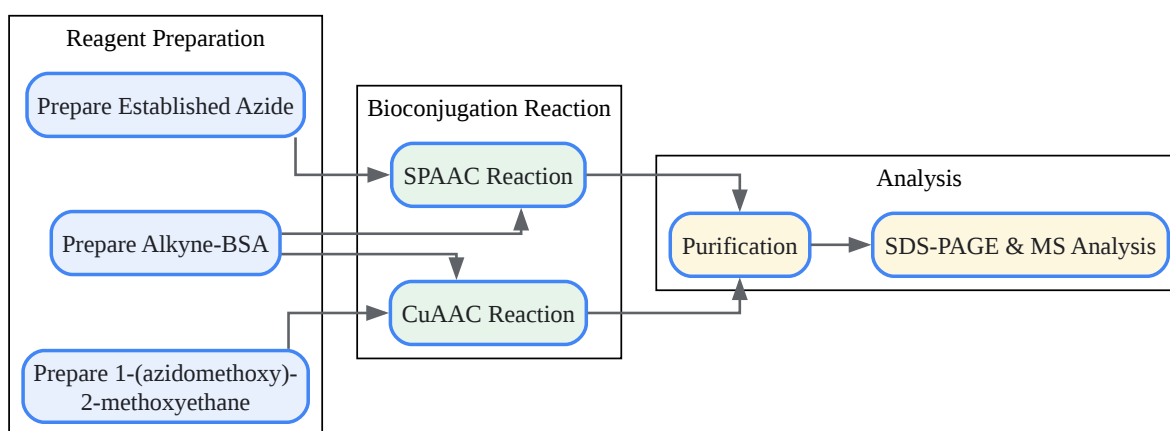 Reagent Preparation
Prepare Established Azide
Prepare Alkyne-BSA
Prepare 1-(azidomethoxy)-
2-methoxyethane
Bioconjugation Reaction
SPAAC Reaction
CuAAC Reaction
Analysis
Purification
SDS-PAGE & MS Analysis